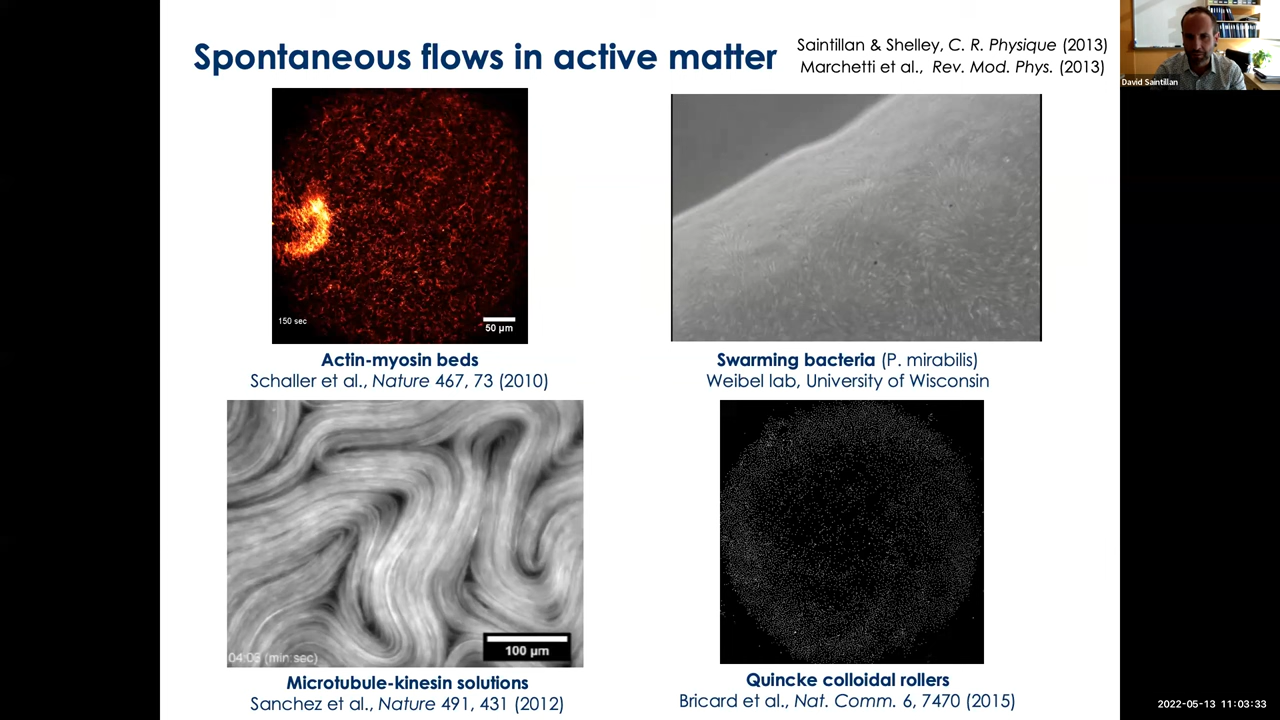 Spontaneous flows in active matter
Saintillan & Shelley, C. R. Physique (2013)
Marchetti et al., Rev. Mod. Phys. (2013)
David Saintillan
150 sec
50 µm
Actin-myosin beds
Schaller et al., Nature 467, 73 (2010)
Swarming bacteria (P. mirabilis)
Weibel lab, University of Wisconsin
04:09 (min:sec)
100 µm
Microtubule-kinesin solutions
Sanchez et al., Nature 491, 431 (2012)
Quincke colloidal rollers
Bricard et al., Nat. Comm. 6, 7470 (2015)
2022-05-13 11:03:33